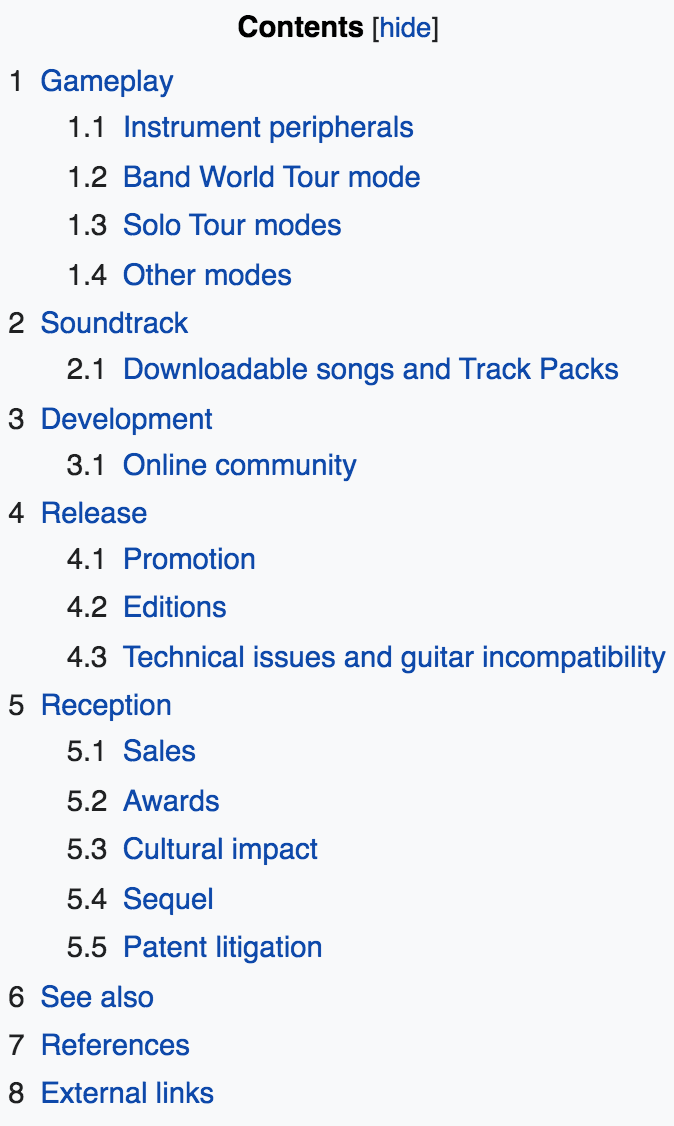 Contents [hide]
1 Gameplay
1.1 Instrument peripherals
1.2 Band World Tour mode
1.3 Solo Tour modes
1.4 Other modes
2 Soundtrack
2.1 Downloadable songs and Track Packs
3 Development
3.1 Online community
4 Release
4.1 Promotion
4.2 Editions
4.3 Technical issues and guitar incompatibility
5 Reception
5.1 Sales
5.2 Awards
5.3 Cultural impact
5.4 Sequel
5.5 Patent litigation
6 See also
7 References
8 External links